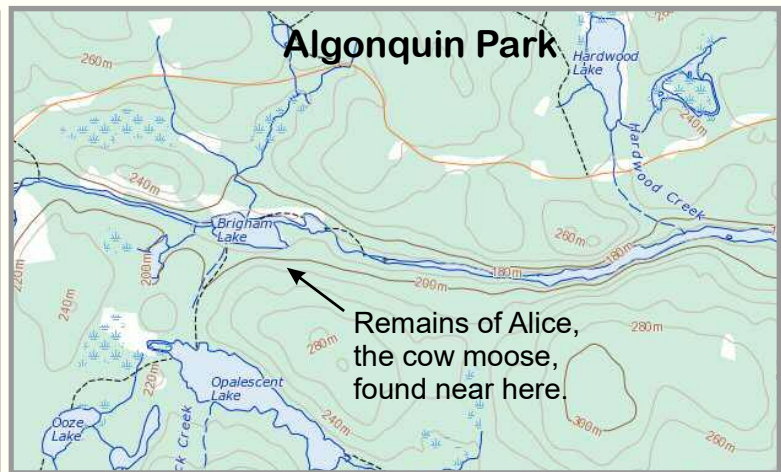 Algonquin Park
260m
Hardwood
Lake
240m
Hardwood Creek
240m
Brigham
Lake
260m
180m
180m
200m
200m
220m
240m
Remains of Alice,
the cow moose,
found near here.
280m
280m
220m
Opalescent
Lake
300m
240m
Ooze
Lake
ck Creek
260m